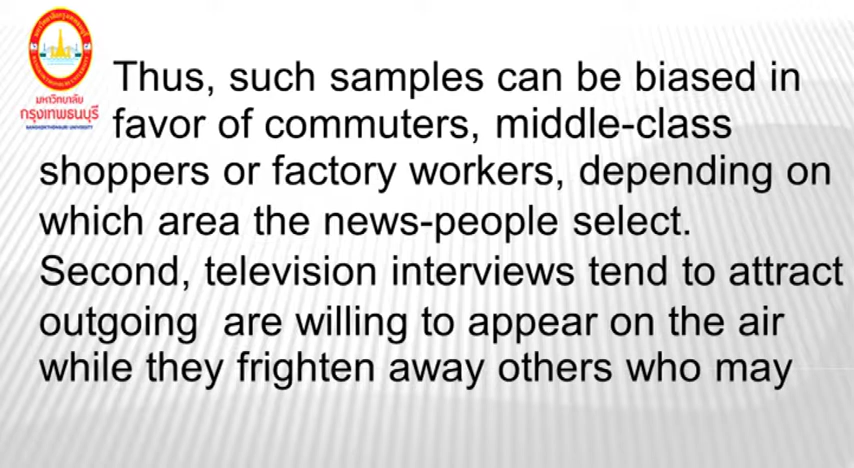 มหาวิทยาลัย
กรุงเทพธนบุรี
BANGKOKTHONBURI UNIVERSITY
Thus, such samples can be biased in
favor of commuters, middle-class
shoppers or factory workers, depending on
which area the news-people select.
Second, television interviews tend to attract
outgoing are willing to appear on the air
while they frighten away others who may